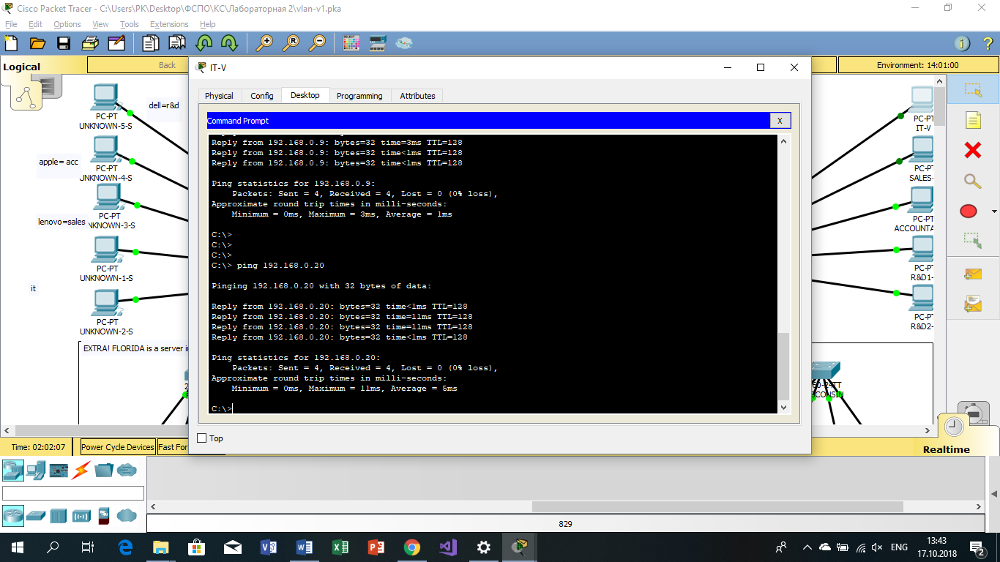 Cisco Packet Tracer - C:\Users\PK\Desktop\ФСПО\КС\Лабораторная 2\vlan-v1.pka
File Edit Options View Tools Extensions Help
Logical
Back
Environment: 14:01:00
IT-V
Physical Config Desktop Programming Attributes
Command Prompt
X
Reply from 192.168.0.9: bytes=32 time=3ms TTL=128
Reply from 192.168.0.9: bytes=32 time<1ms TTL=128
Reply from 192.168.0.9: bytes=32 time<1ms TTL=128
Ping statistics for 192.168.0.9:
Packets: Sent = 4, Received = 4, Lost = 0 (0% loss),
Approximate round trip times in milli-seconds:
Minimum = 0ms, Maximum = 3ms, Average = 1ms
C:\>
C:\>
C:\>
C:\> ping 192.168.0.20
Pinging 192.168.0.20 with 32 bytes of data:
Reply from 192.168.0.20: bytes=32 time<1ms TTL=128
Reply from 192.168.0.20: bytes=32 time=11ms TTL=128
Reply from 192.168.0.20: bytes=32 time=11ms TTL=128
Reply from 192.168.0.20: bytes=32 time<1ms TTL=128
Ping statistics for 192.168.0.20:
Packets: Sent = 4, Received = 4, Lost = 0 (0% loss),
Approximate round trip times in milli-seconds:
Minimum = 0ms, Maximum = 11ms, Average = 5ms
C:\>
Top
dell=r&d
PC-PT
UNKNOWN-5-S
apple= acc
PC-PT
UNKNOWN-4-S
lenovo=sales
PC-PT
UNKNOWN-3-S
PC-PT
UNKNOWN-1-S
it
PC-PT
UNKNOWN-2-S
EXTRA! FLORIDA is a server in
PC-PT
IT-V
PC-PT
SALES-
PC-PT
ACCOUNTA
PC-PT
R&D1-
PC-PT
R&D2-
Time: 02:02:07
Power Cycle Devices
Fast For
Realtime
829
ENG
13:43
17.10.2018
2